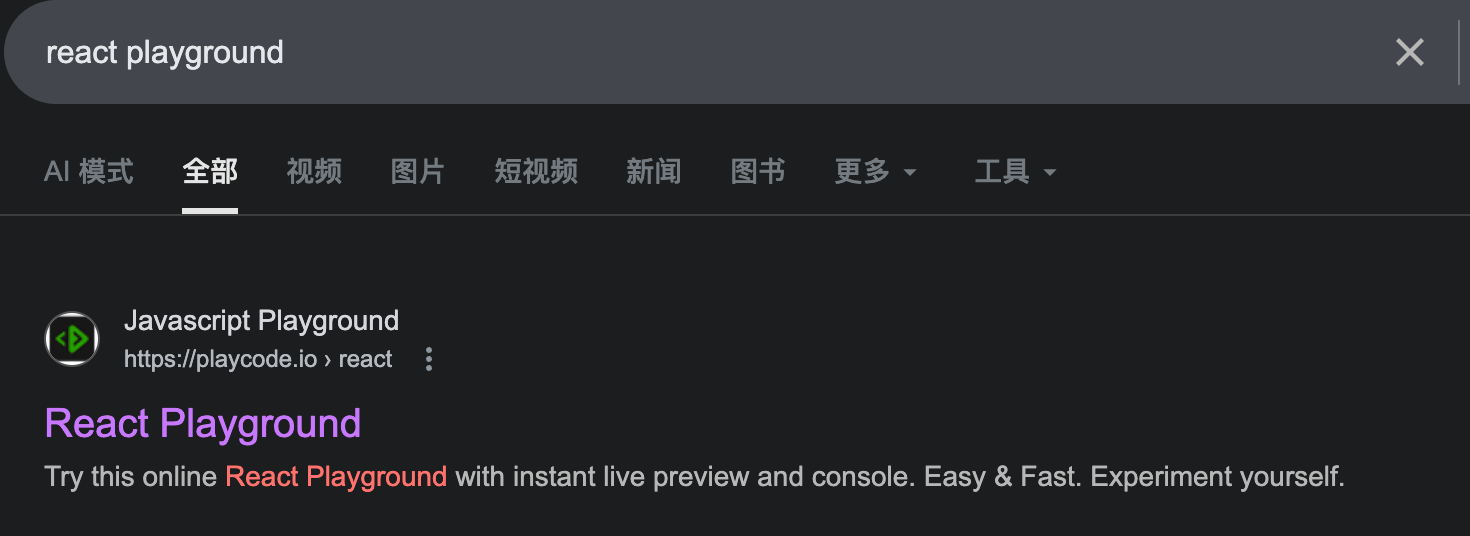 react playground
AI 模式 全部 视频 图片 短视频 新闻 图书 更多 工具
Javascript Playground
https://playcode.io › react
React Playground
Try this online React Playground with instant live preview and console. Easy & Fast. Experiment yourself.